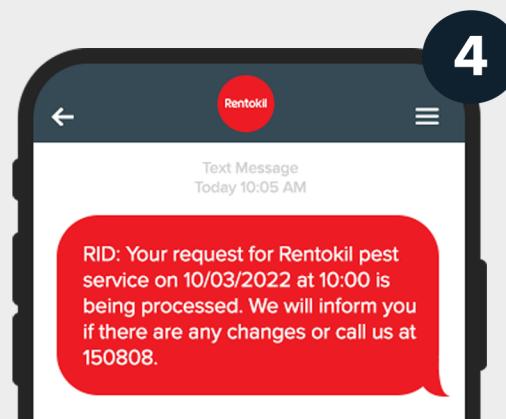 4
Rentokil
Text Message
Today 10:05 AM
RID: Your request for Rentokil pest
service on 10/03/2022 at 10:00 is
being processed. We will inform you
if there are any changes or call us at
150808.